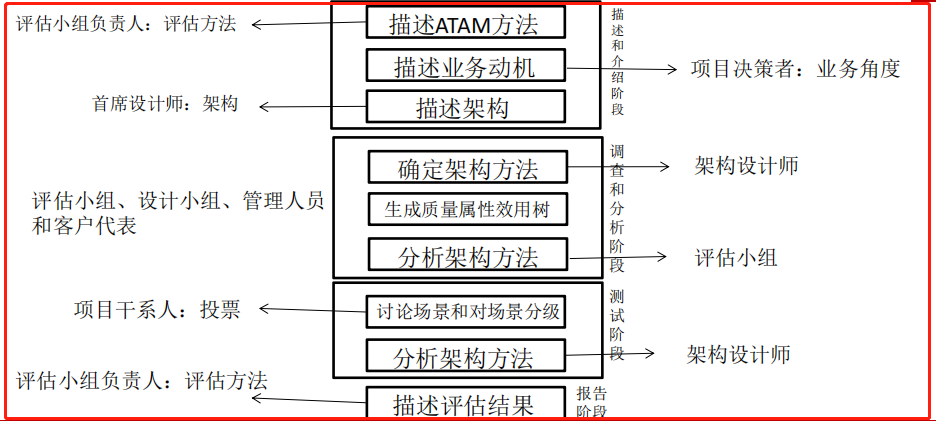 评估小组负责人：评估方法
描述ATAM方法
描述业务动机
项目决策者：业务角度
首席设计师：架构
描述架构
描述和介绍阶段
确定架构方法
架构设计师
评估小组、设计小组、管理人员
和客户代表
生成质量属性效用树
分析架构方法
评估小组
调查和分析阶段
项目干系人：投票
讨论场景和对场景分级
分析架构方法
架构设计师
测试阶段
评估小组负责人：评估方法
描述评估结果
报告
阶段